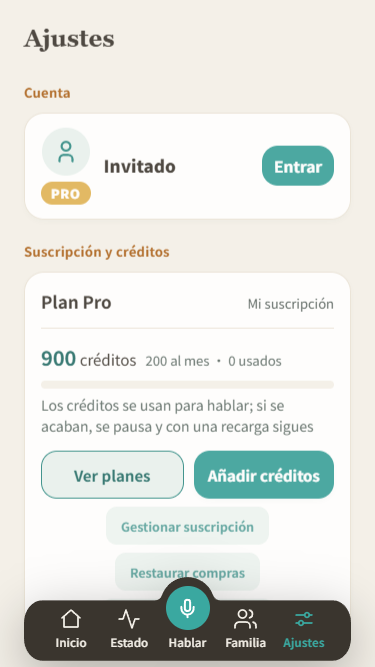 Ajustes
Cuenta
Invitado
Entrar
PRO
Suscripción y créditos
Plan Pro
Mi suscripción
900 créditos 200 al mes • 0 usados
Los créditos se usan para hablar; si se
acaban, se pausa y con una recarga sigues
Ver planes
Añadir créditos
Gestionar suscripción
Restaurar compras
Inicio
Estado
Hablar
Familia
Ajustes